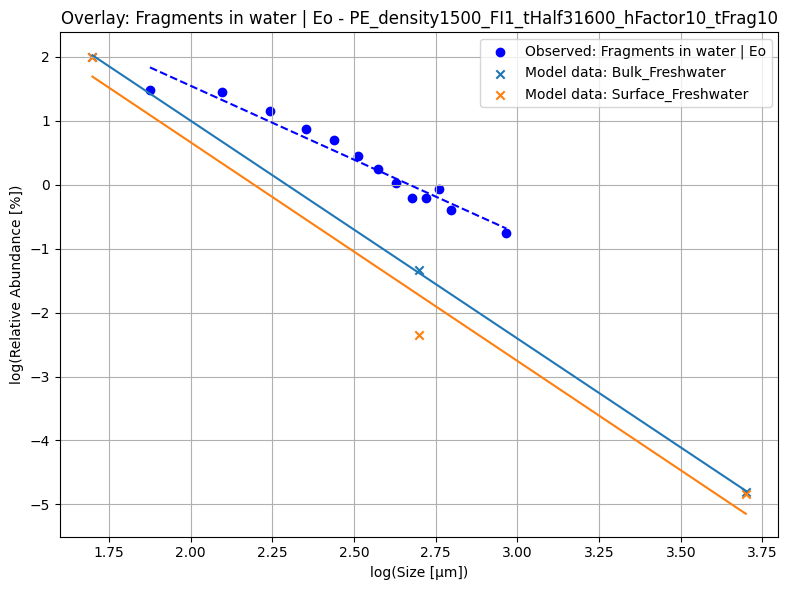 Overlay: Fragments in water | Eo - PE_density1500_FI1_tHalf31600_hFactor10_tFrag10
Observed: Fragments in water | Eo
Model data: Bulk_Freshwater
Model data: Surface_Freshwater
log(Relative Abundance [%])
2
1
0
−1
−2
−3
−4
−5
1.75
2.00
2.25
2.50
2.75
3.00
3.25
3.50
3.75
log(Size [μm])